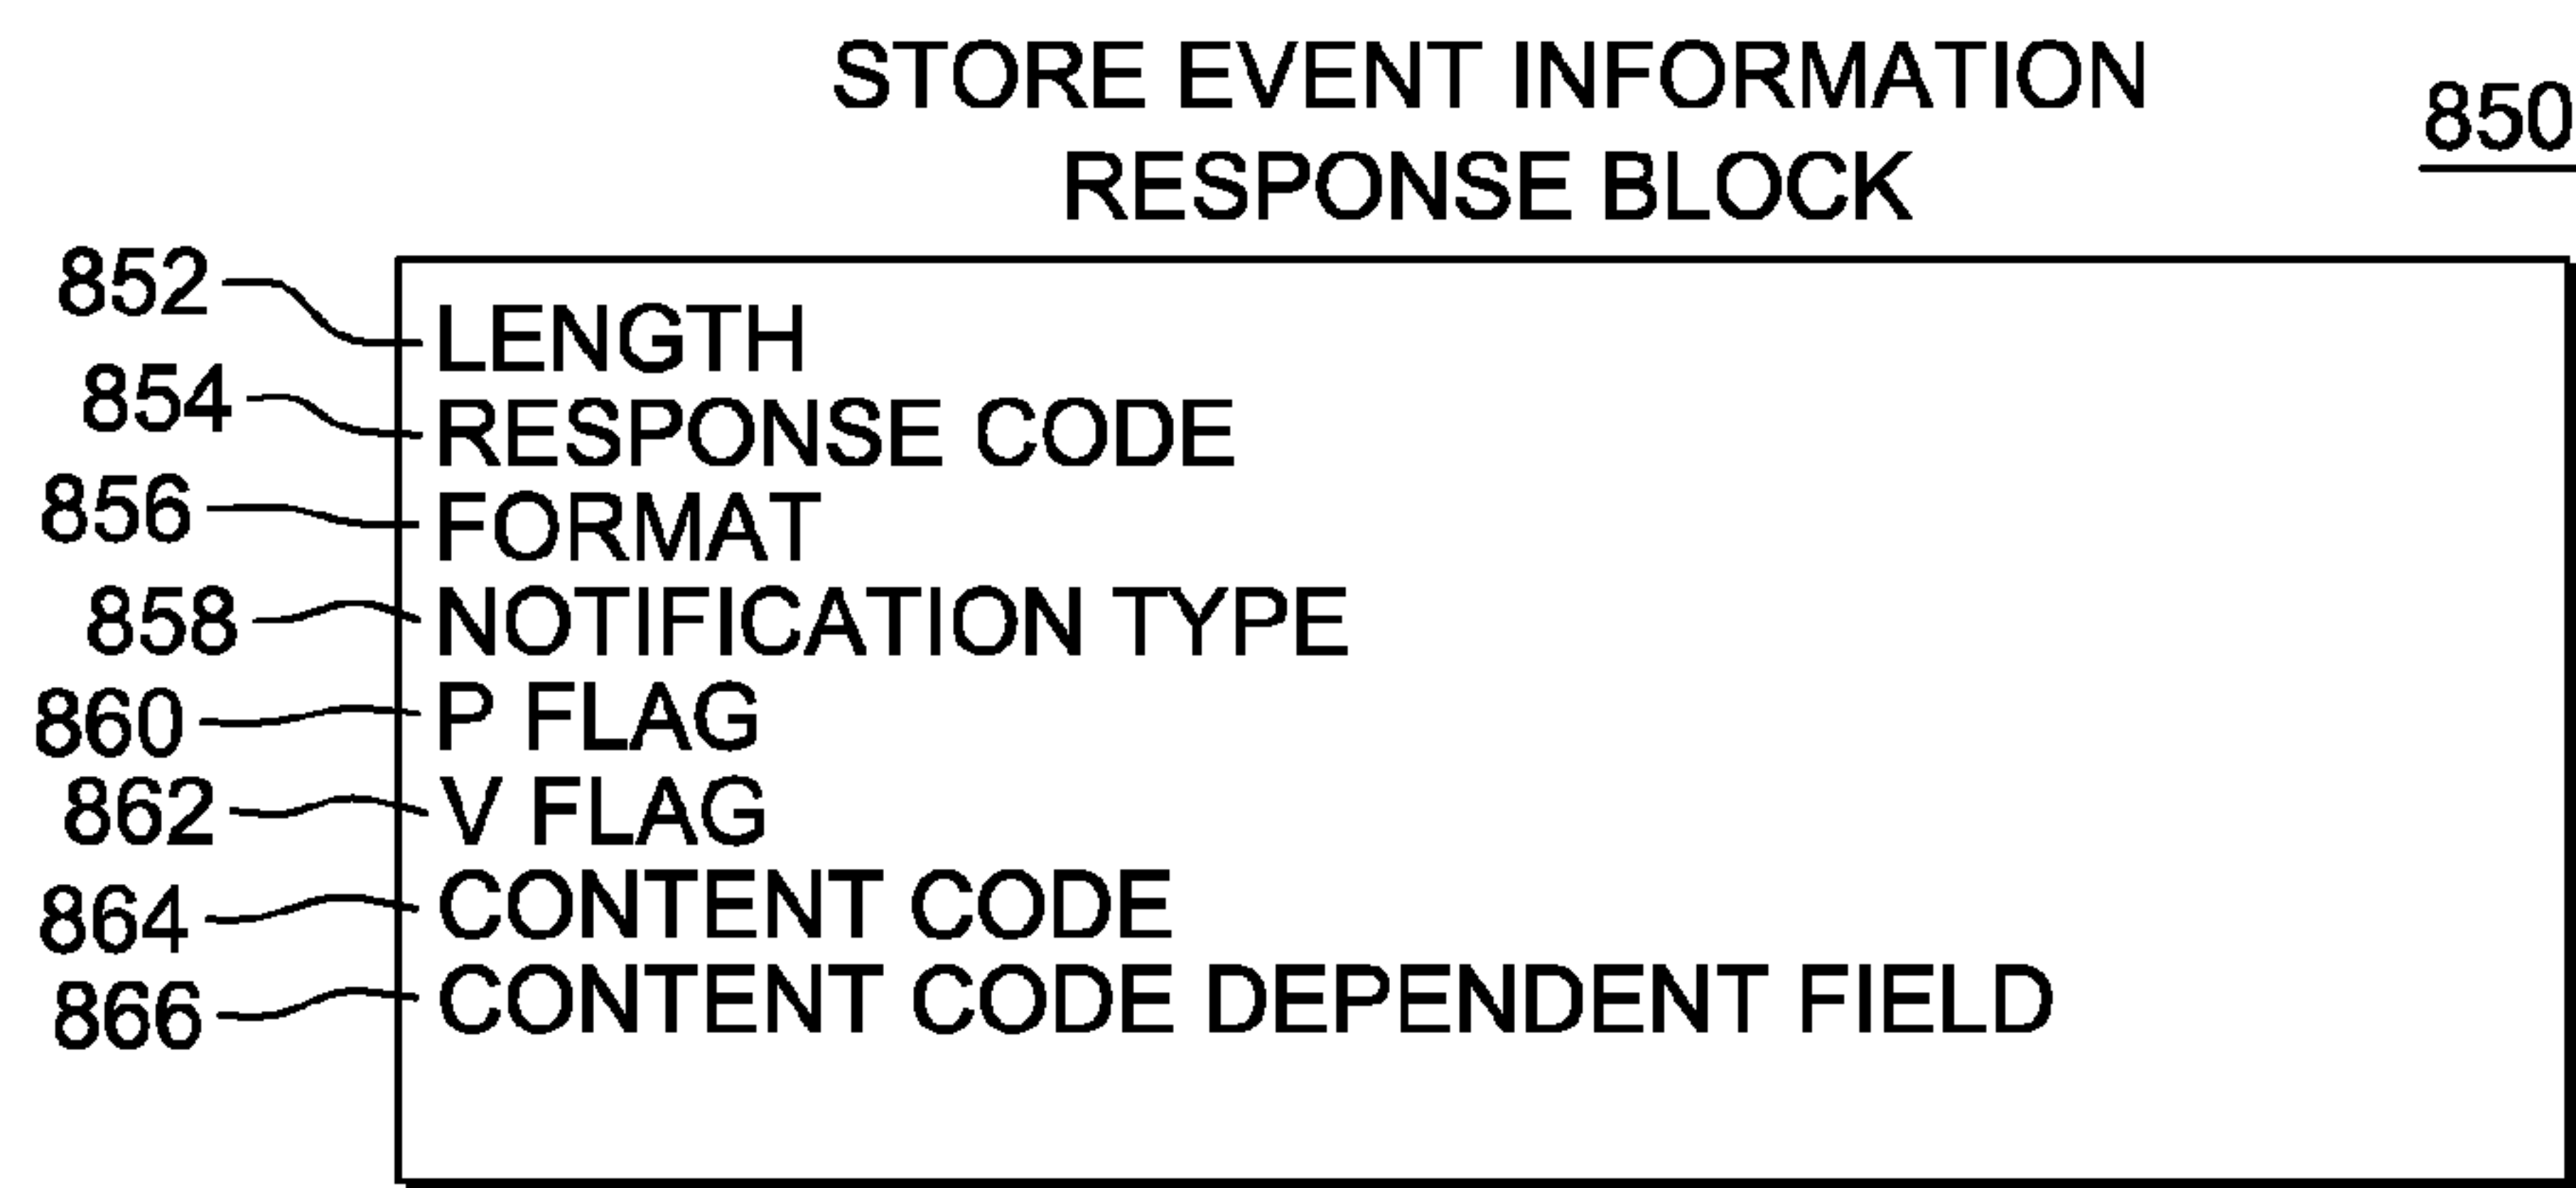 STORE EVENT INFORMATION
RESPONSE BLOCK
850
852 LENGTH
854 RESPONSE CODE
856 FORMAT
858 NOTIFICATION TYPE
860 P FLAG
862 V FLAG
864 CONTENT CODE
866 CONTENT CODE DEPENDENT FIELD